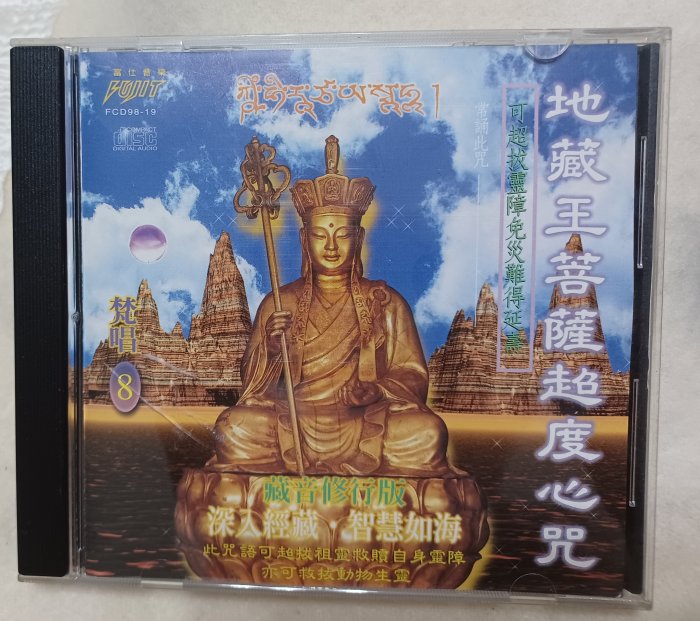 富仕音樂
FCD98-19
COMPACT
disc
DIGITAL AUDIO
地藏王菩薩超度心咒
可超拔靈障免災難得延壽
常誦此咒
梵唱
8
藏音修行版
深入經藏・智慧如海
此咒語可超拔祖靈救贖自身靈障
亦可救拔動物生靈